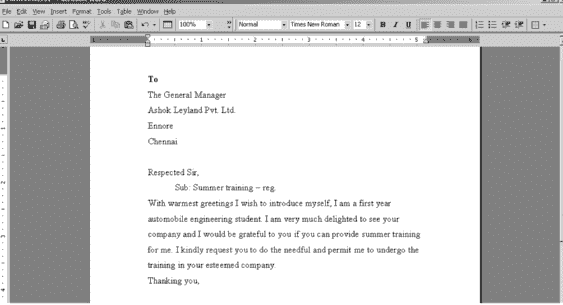 File Edit View Insert Format Tools Table Window Help
100% Normal Times New Roman 12 B I U
To
The General Manager
Ashok Leyland Pvt. Ltd.
Ennore
Chennai
Respected Sir,
Sub: Summer training – reg.
With warmest greetings I wish to introduce myself, I am a first year
automobile engineering student. I am very much delighted to see your
company and I would be grateful to you if you can provide summer training
for me. I kindly request you to do the needful and permit me to undergo the
training in your esteemed company.
Thanking you,